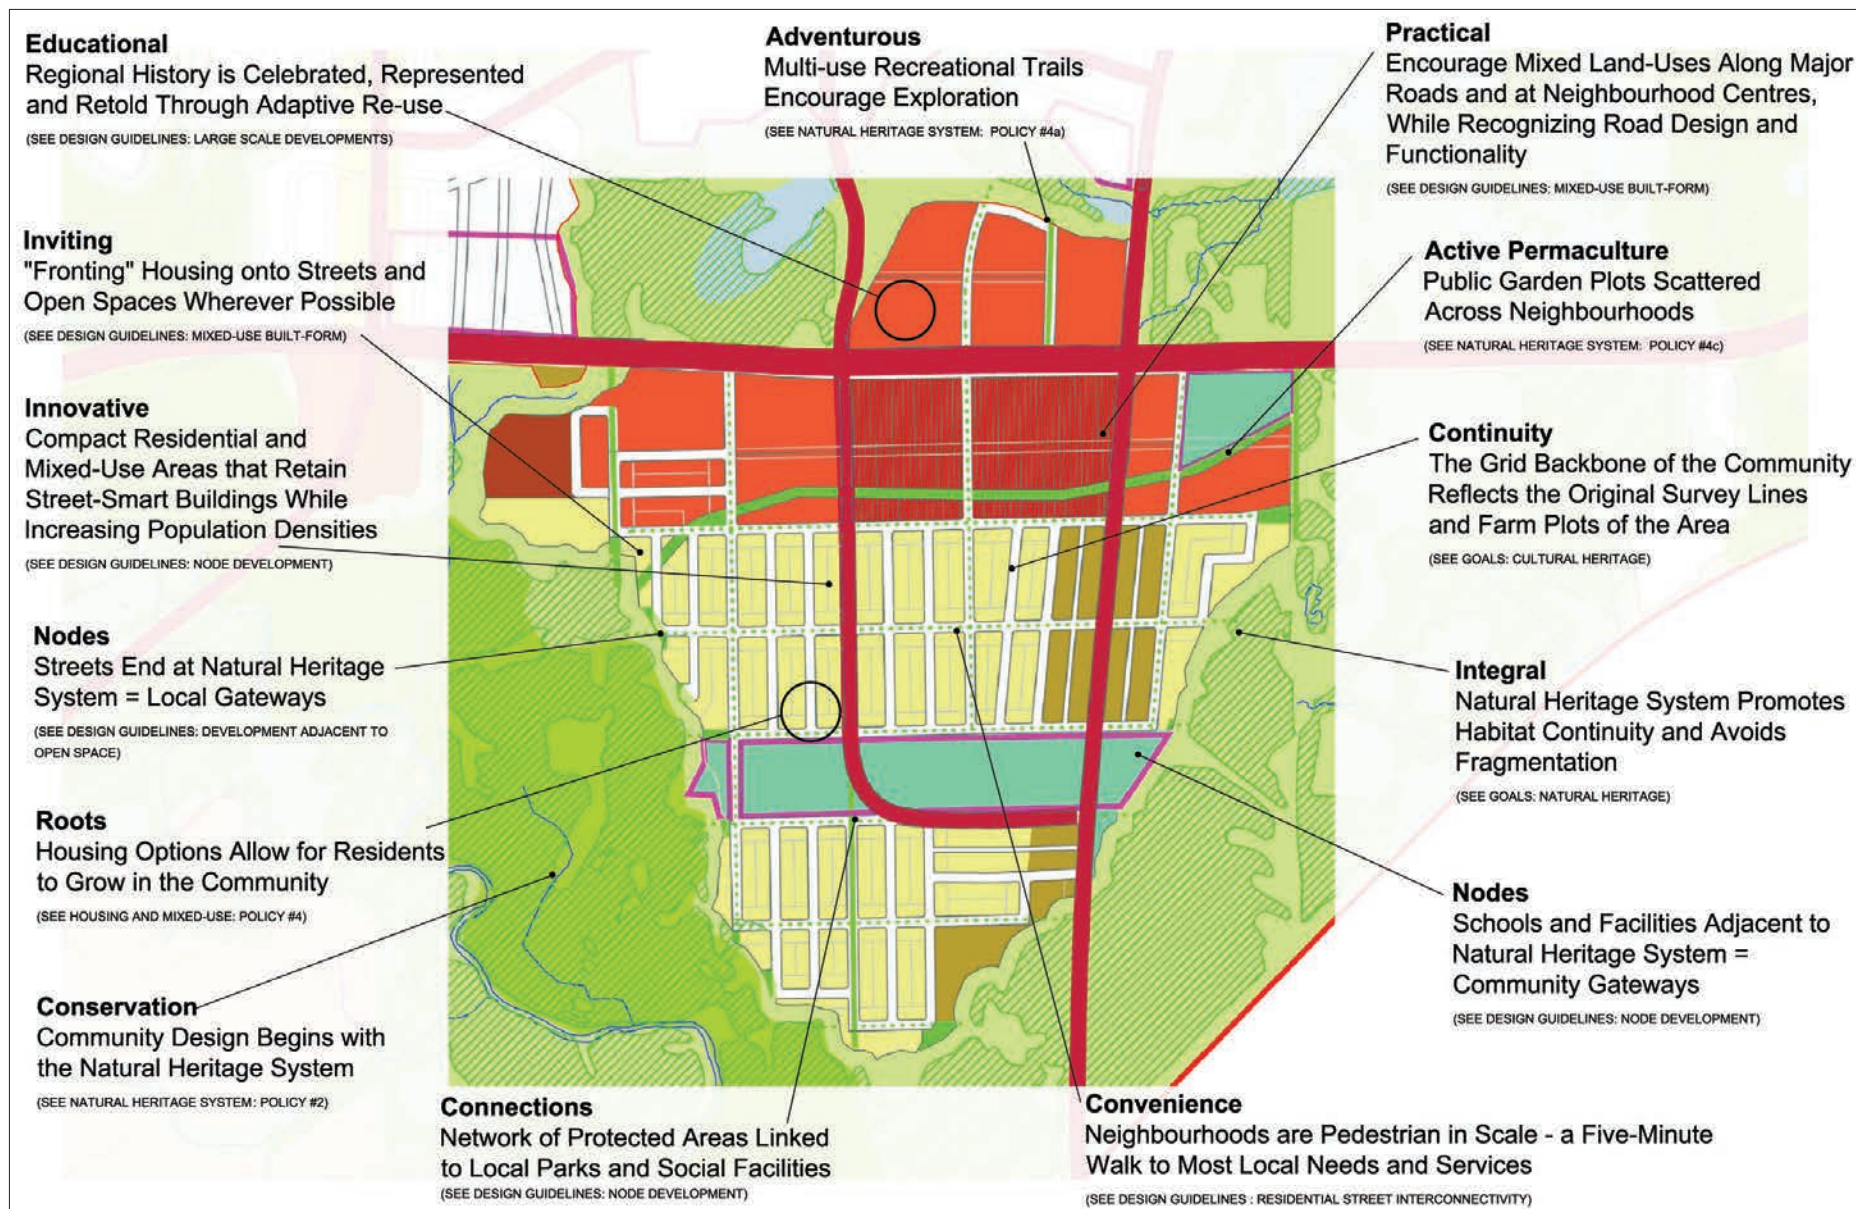 Educational
Regional History is Celebrated, Represented
and Retold Through Adaptive Re-use
(SEE DESIGN GUIDELINES: LARGE SCALE DEVELOPMENTS)
Adventurous
Multi-use Recreational Trails
Encourage Exploration
(SEE NATURAL HERITAGE SYSTEM: POLICY #4a)
Practical
Encourage Mixed Land-Uses Along Major
Roads and at Neighbourhood Centres,
While Recognizing Road Design and
Functionality
(SEE DESIGN GUIDELINES: MIXED-USE BUILT-FORM)
Inviting
"Fronting" Housing onto Streets and
Open Spaces Wherever Possible
(SEE DESIGN GUIDELINES: MIXED-USE BUILT-FORM)
Active Permaculture
Public Garden Plots Scattered
Across Neighbourhoods
(SEE NATURAL HERITAGE SYSTEM: POLICY #4c)
Innovative
Compact Residential and
Mixed-Use Areas that Retain
Street-Smart Buildings While
Increasing Population Densities
(SEE DESIGN GUIDELINES: NODE DEVELOPMENT)
Continuity
The Grid Backbone of the Community
Reflects the Original Survey Lines
and Farm Plots of the Area
(SEE GOALS: CULTURAL HERITAGE)
Nodes
Streets End at Natural Heritage
System = Local Gateways
(SEE DESIGN GUIDELINES: DEVELOPMENT ADJACENT TO
OPEN SPACE)
Integral
Natural Heritage System Promotes
Habitat Continuity and Avoids
Fragmentation
(SEE GOALS: NATURAL HERITAGE)
Roots
Housing Options Allow for Residents
to Grow in the Community
(SEE HOUSING AND MIXED-USE: POLICY #4)
Nodes
Schools and Facilities Adjacent to
Natural Heritage System =
Community Gateways
(SEE DESIGN GUIDELINES: NODE DEVELOPMENT)
Conservation
Community Design Begins with
the Natural Heritage System
(SEE NATURAL HERITAGE SYSTEM: POLICY #2)
Connections
Network of Protected Areas Linked
to Local Parks and Social Facilities
(SEE DESIGN GUIDELINES: NODE DEVELOPMENT)
Convenience
Neighbourhoods are Pedestrian in Scale - a Five-Minute
Walk to Most Local Needs and Services
(SEE DESIGN GUIDELINES : RESIDENTIAL STREET INTERCONNECTIVITY)